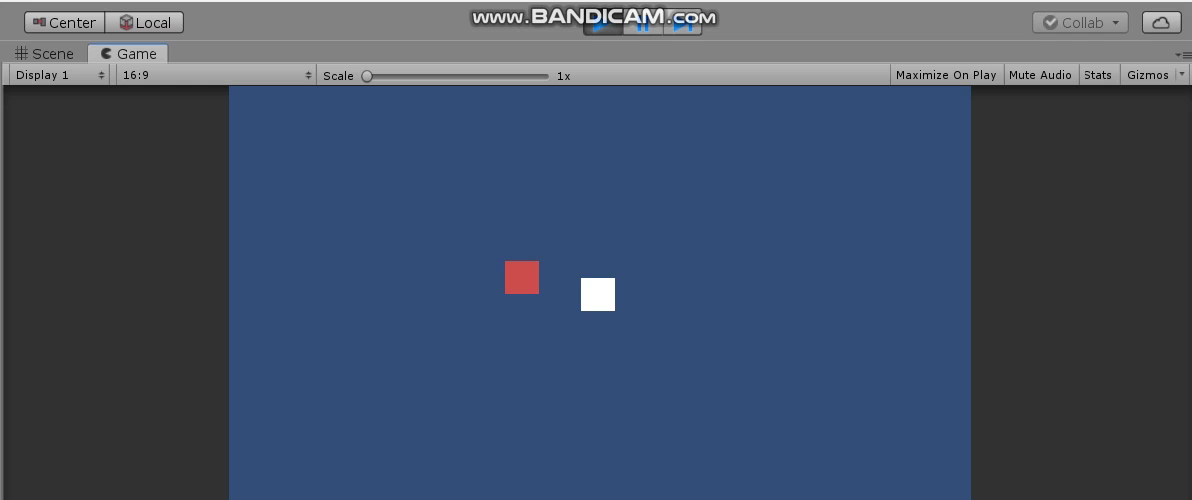 Center Local www.BANDICAM.com Collab
Scene Game
Display 1 16:9 Scale 1x Maximize On Play Mute Audio Stats Gizmos